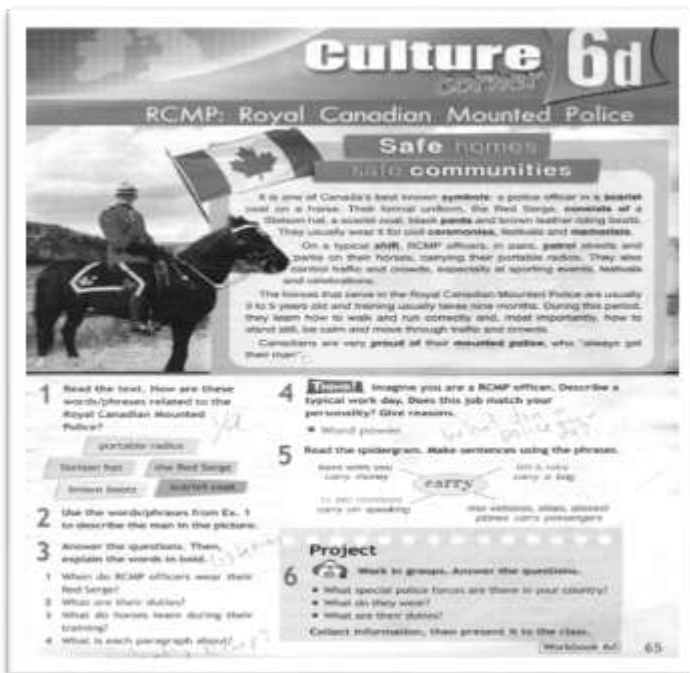 Culture 6d
corner
RCMP: Royal Canadian Mounted Police
Safe homes
safe communities
It is one of Canada's best known symbols: a police officer in a scarlet
coat on a horse. Their formal uniform, the Red Serge, consists of a
Stetson hat, a scarlet coat, black pants and brown leather riding boots.
They usually wear it for civil ceremonies, festivals and memorials.
On a typical shift, RCMP officers, in pairs, patrol streets and
parks on their horses, carrying their portable radios. They also
control traffic and crowds, especially at sporting events, festivals
and celebrations.
The horses that serve in the Royal Canadian Mounted Police are usually
3 to 5 years old and training usually takes nine months. During this period,
they learn how to walk and run correctly and, most importantly, how to
stand still, be calm and move through traffic and crowds.
Canadians are very proud of their mounted police, who "always get
their man".
1 Read the text. How are these
words/phrases related to the
Royal Canadian Mounted
Police?
portable radios
Stetson hat
the Red Serge
brown boots
scarlet coat
2 Use the words/phrases from Ex. 1
to describe the man in the picture.
3 Answer the questions. Then,
explain the words in bold.
1 When do RCMP officers wear their
Red Serge?
2 What are their duties?
3 What do horses learn during their
training?
4 What is each paragraph about?
4 Think! Imagine you are a RCMP officer. Describe a
typical work day. Does this job match your
personality? Give reasons.
• Word power
5 Read the spidergram. Make sentences using the phrases.
have with you
carry money
lift & take
carry a bag
carry
to
carry on speaking
planes carry passengers
Project
6 Work in groups. Answer the questions.
• What special police forces are there in your country?
• What do they wear?
• What are their duties?
Collect information, then present it to the class.
Workbook 6d
65